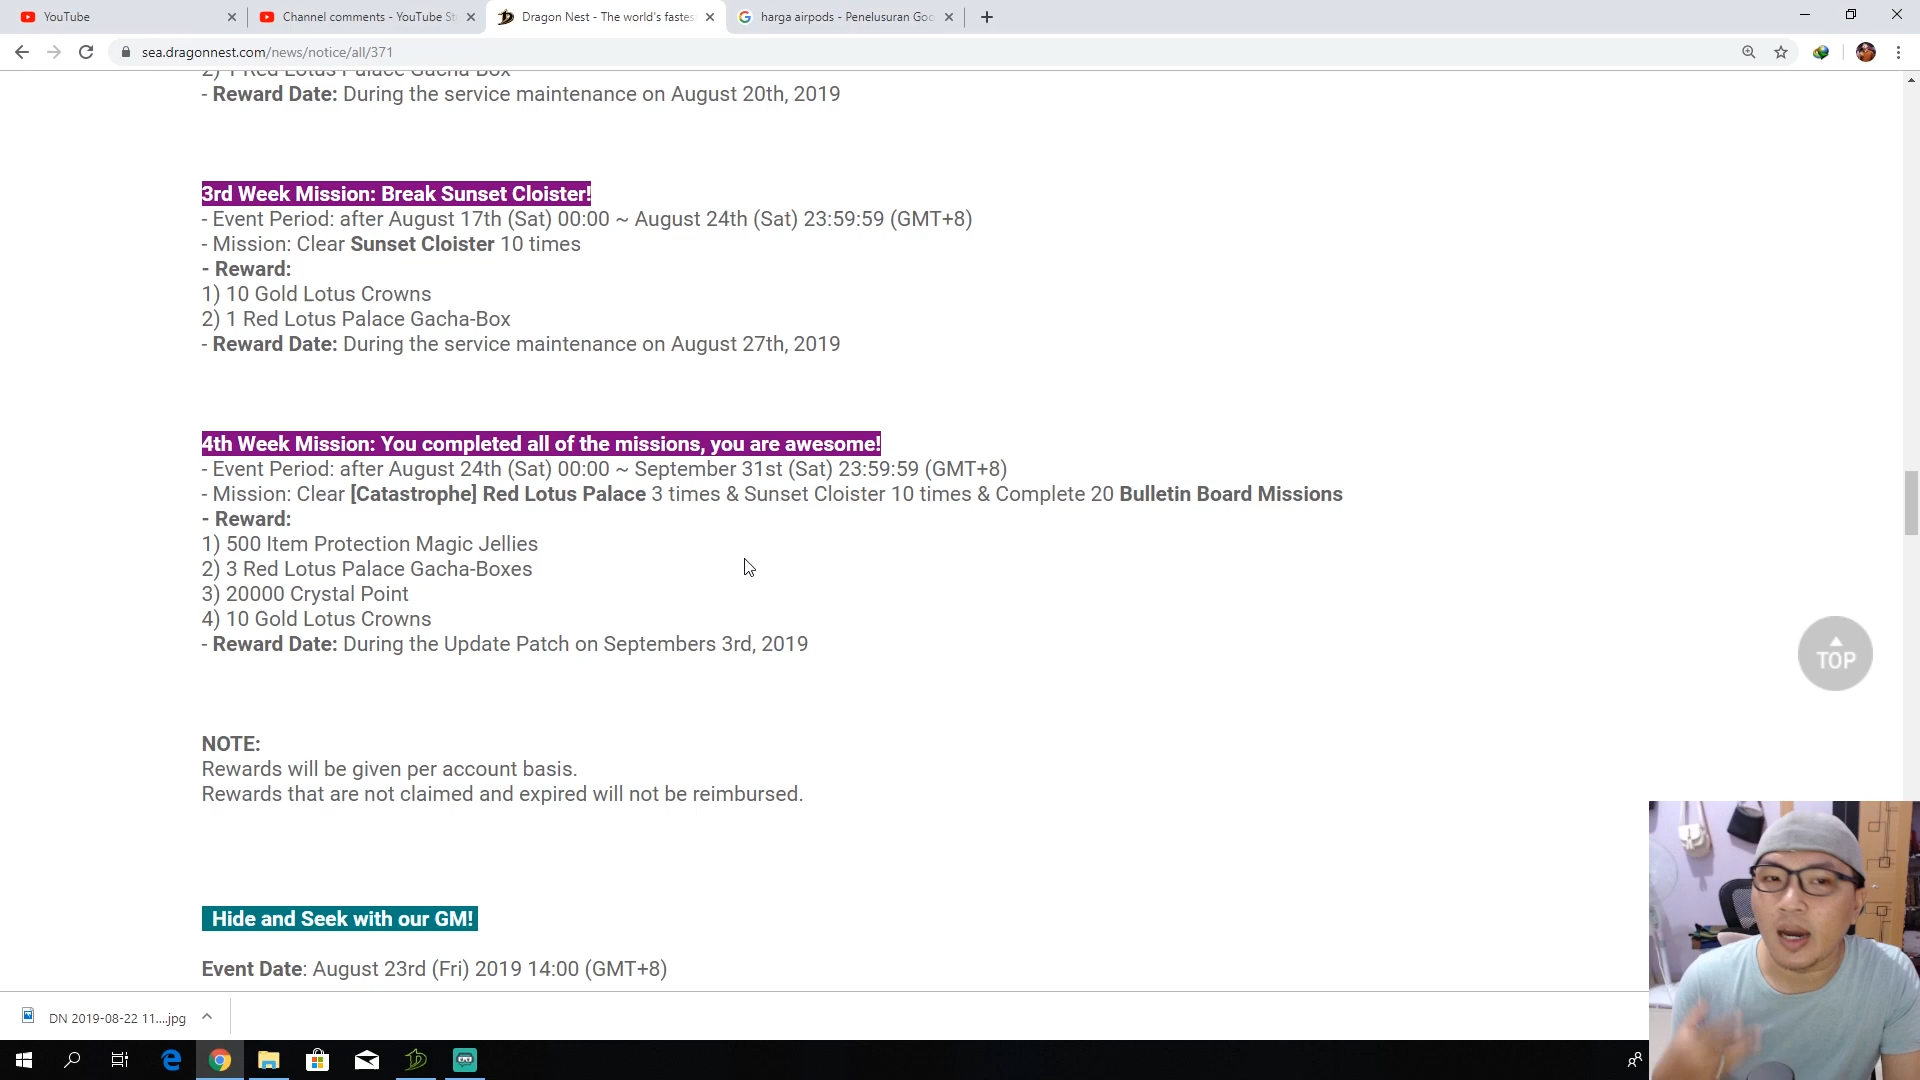 YouTube
Channel comments - YouTube St
Dragon Nest - The world's fastes
harga airpods - Penelusuran Goo
sea.dragonnest.com/news/notice/all/371
2) 1 Red Lotus Palace Gacha-Box
- Reward Date: During the service maintenance on August 20th, 2019
3rd Week Mission: Break Sunset Cloister!
- Event Period: after August 17th (Sat) 00:00 ~ August 24th (Sat) 23:59:59 (GMT+8)
- Mission: Clear Sunset Cloister 10 times
- Reward:
1) 10 Gold Lotus Crowns
2) 1 Red Lotus Palace Gacha-Box
- Reward Date: During the service maintenance on August 27th, 2019
4th Week Mission: You completed all of the missions, you are awesome!
- Event Period: after August 24th (Sat) 00:00 ~ September 31st (Sat) 23:59:59 (GMT+8)
- Mission: Clear [Catastrophe] Red Lotus Palace 3 times & Sunset Cloister 10 times & Complete 20 Bulletin Board Missions
- Reward:
1) 500 Item Protection Magic Jellies
2) 3 Red Lotus Palace Gacha-Boxes
3) 20000 Crystal Point
4) 10 Gold Lotus Crowns
- Reward Date: During the Update Patch on Septembers 3rd, 2019
TOP
NOTE:
Rewards will be given per account basis.
Rewards that are not claimed and expired will not be reimbursed.
Hide and Seek with our GM!
Event Date: August 23rd (Fri) 2019 14:00 (GMT+8)
DN 2019-08-22 11....jpg